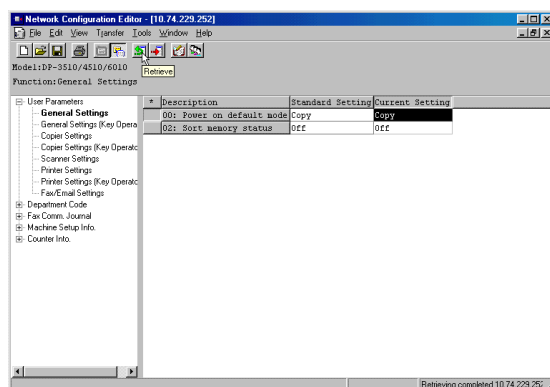 Network Configuration Editor - [10.74.229.252]
File Edit View Transfer Tools Window Help
Retrieve
Model:DP-3510/4510/6010
Function:General Settings
User Parameters
General Settings
General Settings (Key Opera
Copier Settings
Copier Settings (Key Operatc
Scanner Settings
Printer Settings
Printer Settings (Key Operatc
Fax/Email Settings
Department Code
Fax Comm. Journal
Machine Setup Info.
Counter Info.
* Description Standard Setting Current Setting
00: Power on default mode Copy Copy
02: Sort memory status Off Off
Retrieving completed 10.74.229.25